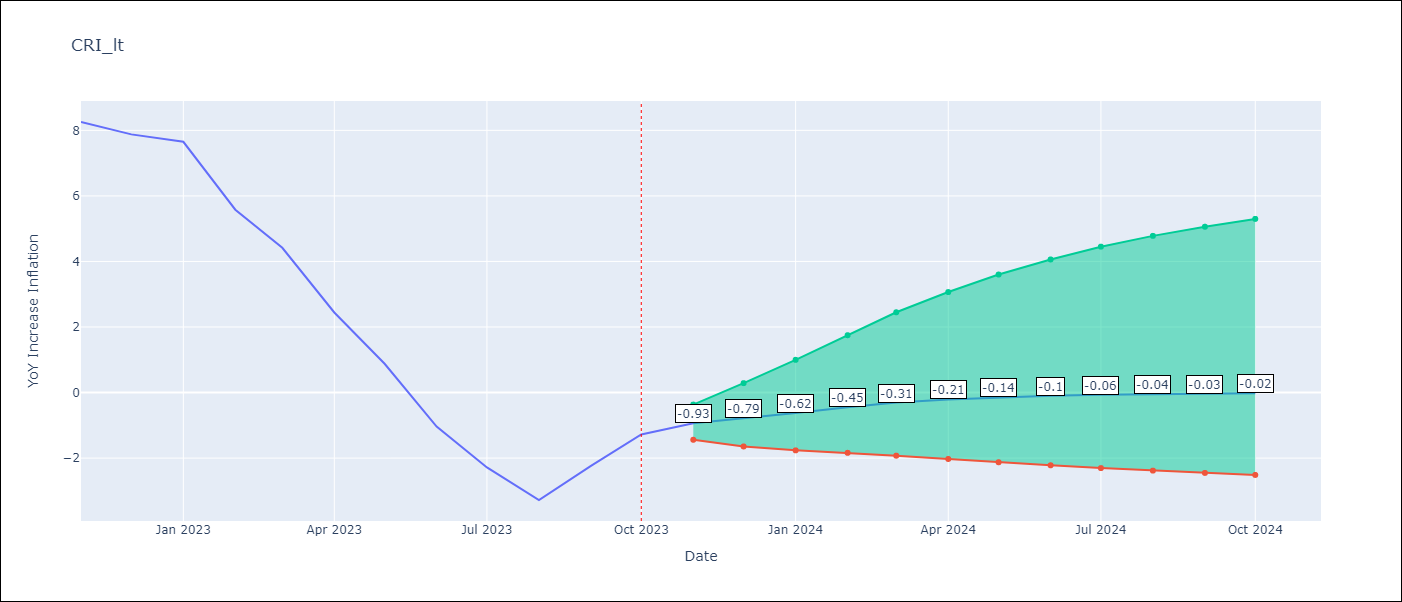 CRI_lt
YoY Increase Inflation
8
6
4
2
0
−2
-0.93
-0.79
-0.62
-0.45
-0.31
-0.21
-0.14
-0.1
-0.06
-0.04
-0.03
-0.02
Jan 2023
Apr 2023
Jul 2023
Oct 2023
Jan 2024
Apr 2024
Jul 2024
Oct 2024
Date